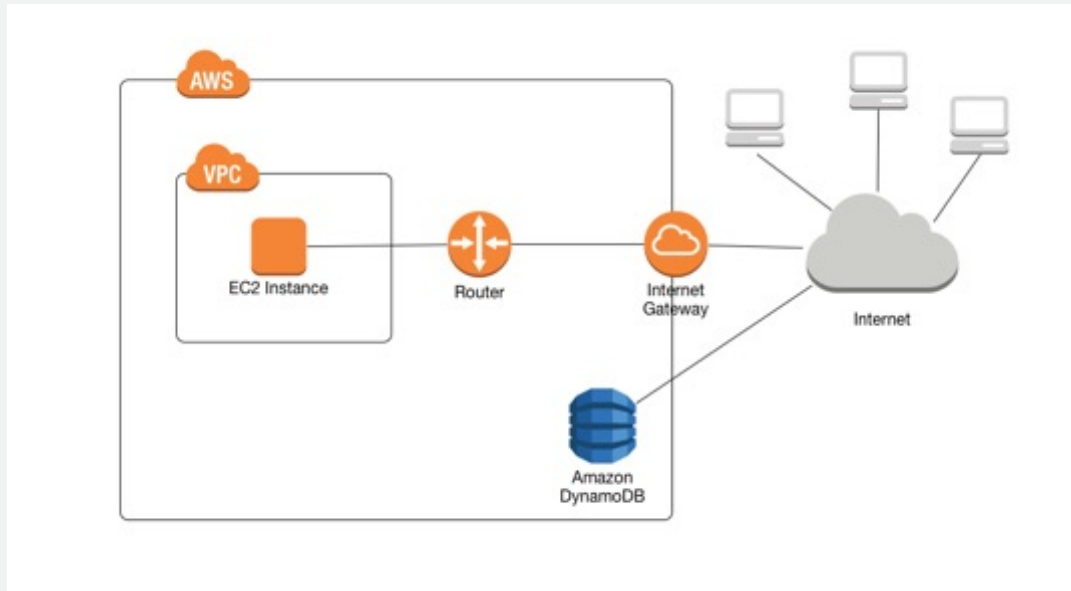 AWS
VPC
EC2 Instance
Router
Internet
Gateway
Internet
Amazon
DynamoDB